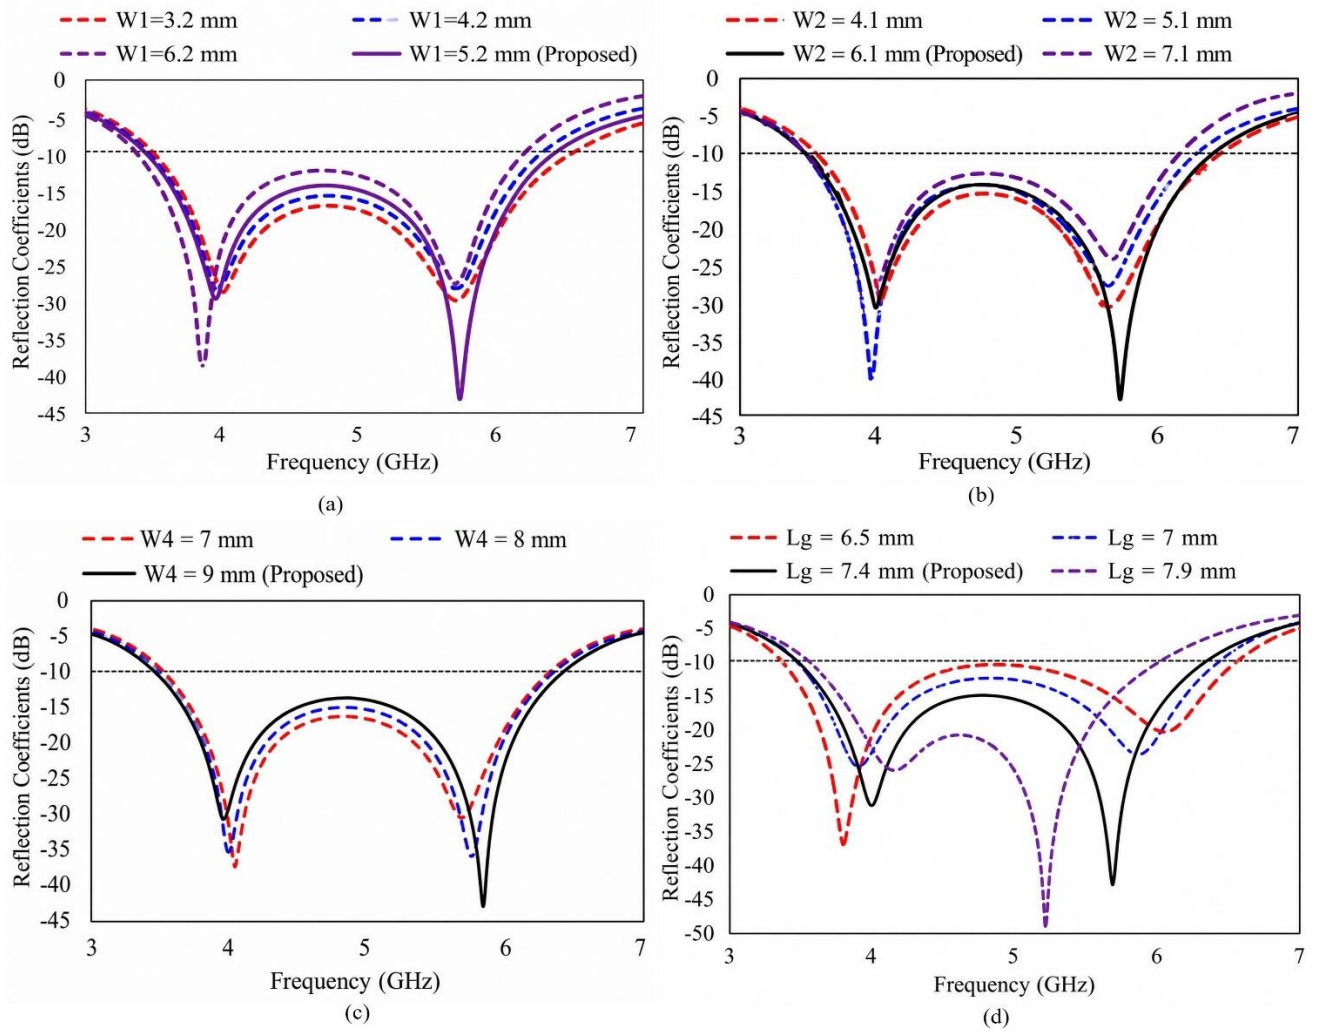 W1=3.2 mm W1=4.2 mm
W1=6.2 mm W1=5.2 mm (Proposed)
Reflection Coefficients (dB)
0
-5
-10
-15
-20
-25
-30
-35
-40
-45
3 4 5 6 7
Frequency (GHz)
(a)
W2 = 4.1 mm W2 = 5.1 mm
W2 = 6.1 mm (Proposed) W2 = 7.1 mm
Reflection Coefficients (dB)
0
-5
-10
-15
-20
-25
-30
-35
-40
-45
3 4 5 6 7
Frequency (GHz)
(b)
W4 = 7 mm W4 = 8 mm
W4 = 9 mm (Proposed)
Reflection Coefficients (dB)
0
-5
-10
-15
-20
-25
-30
-35
-40
-45
3 4 5 6 7
Frequency (GHz)
(c)
Lg = 6.5 mm Lg = 7 mm
Lg = 7.4 mm (Proposed) Lg = 7.9 mm
Reflection Coefficients (dB)
0
-5
-10
-15
-20
-25
-30
-35
-40
-45
-50
3 4 5 6 7
Frequency (GHz)
(d)